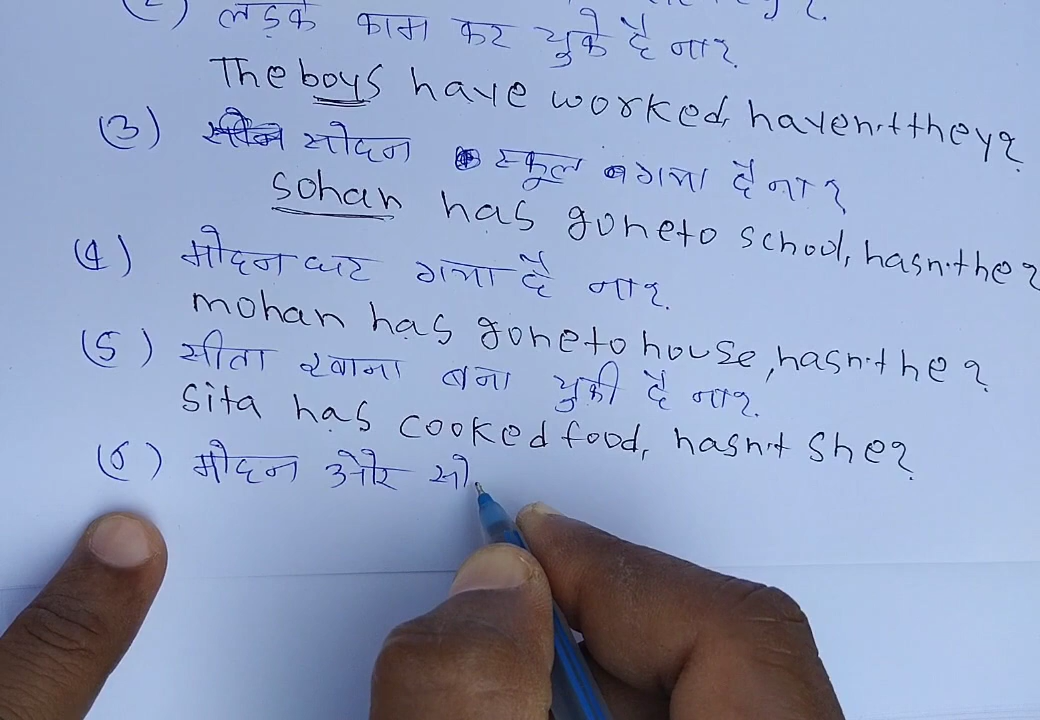 (2) लड़के काम कर चुके है ना?
The boys have worked, haven't they?
(3) सोहन स्कूल गया है ना?
Sohan has gone to school, hasn't he?
(4) मोहन घर गया है ना?
mohan has gone to house, hasn't he?
(5) सीता खाना बना चुकी है ना?
Sita has cooked food, hasn't she?
(6) मोहन और सो